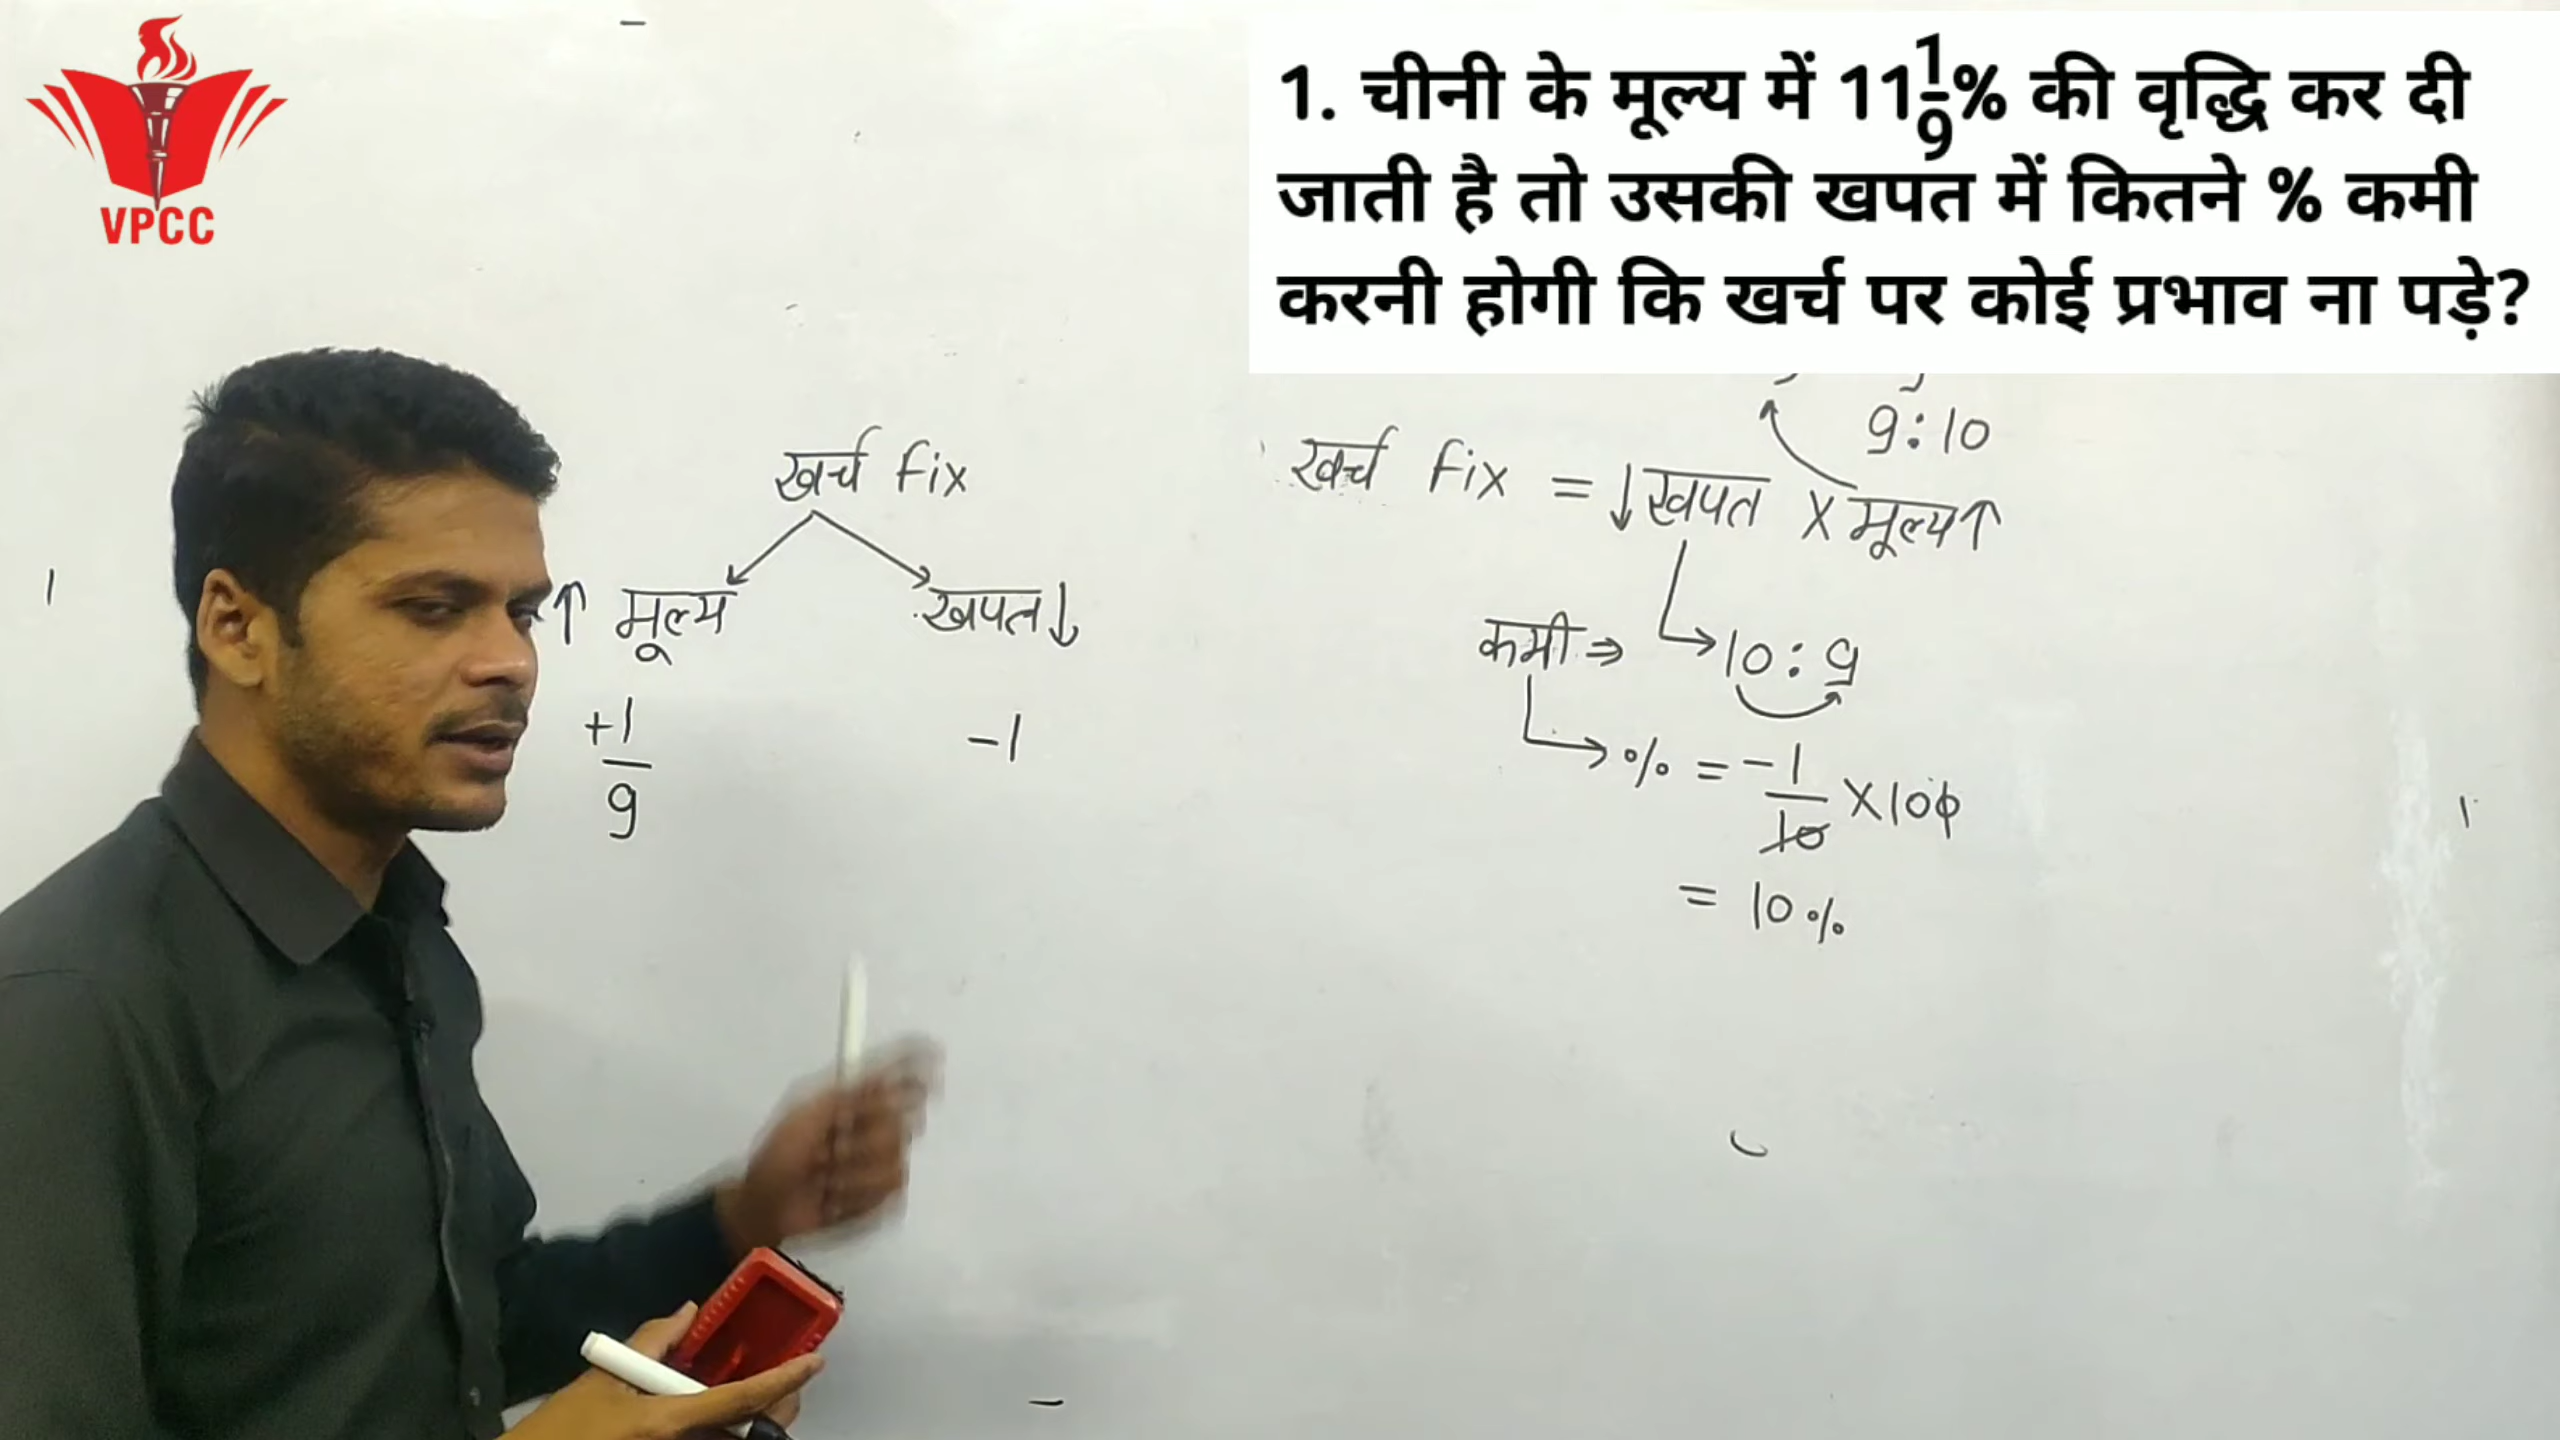 VPCC
1. चीनी के मूल्य में 11 1/9% की वृद्धि कर दी
जाती है तो उसकी खपत में कितने % कमी
करनी होगी कि खर्च पर कोई प्रभाव ना पड़े?
खर्च fix
↑ मूल्य
खपत ↓
+1/9
-1
9:10
खर्च fix = ↓ खपत X मूल्य ↑
कमी ⇒ 10:9
% = -1/10 X 100
= 10%